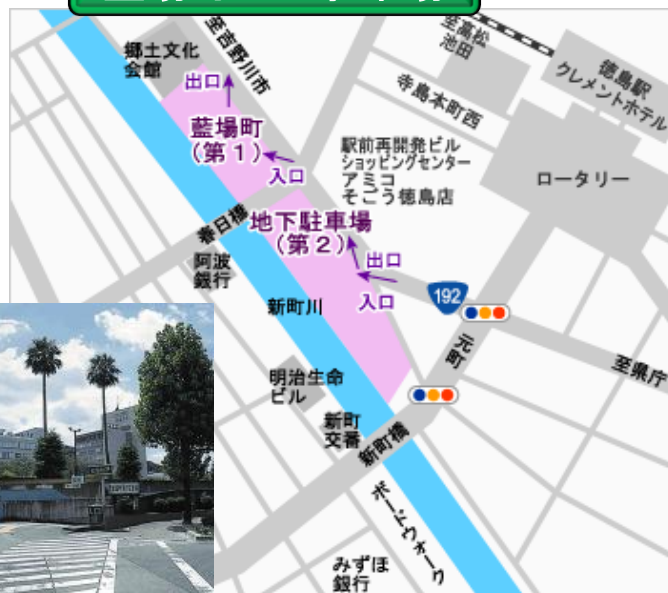 至吉野川市
至高松
池田
徳島駅
クレメントホテル
郷土文化
会館
出口
寺島本町西
藍場町
(第1)
入口
駅前再開発ビル
ショッピングセンター
アミコ
そごう徳島店
ロータリー
春日橋
地下駐車場
(第2)
出口
入口
阿波
銀行
新町川
192
元町
至県庁
明治生命
ビル
新町
交番
新町橋
ボードウォーク
みずほ
銀行